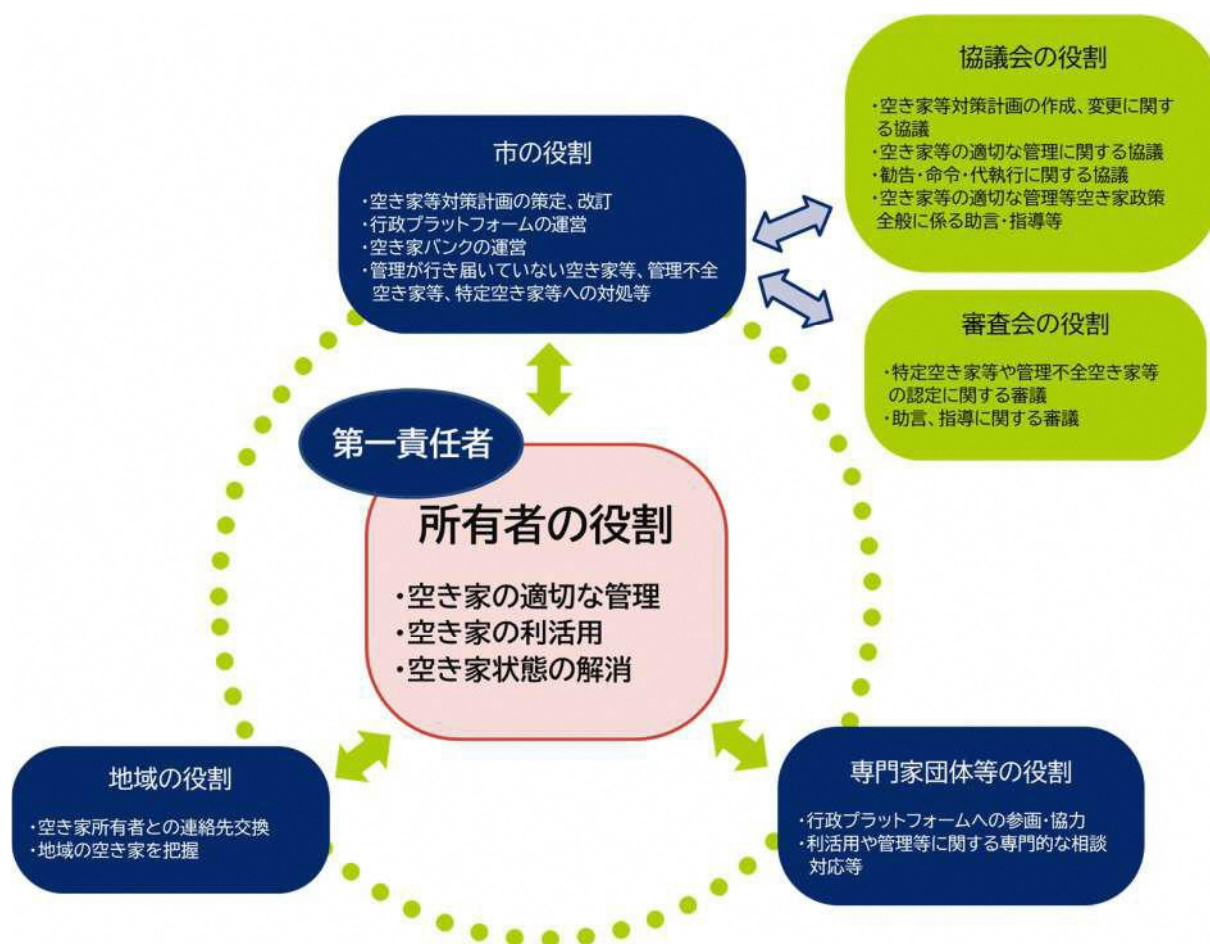 協議会の役割
・空き家等対策計画の作成、変更に関す
る協議
・空き家等の適切な管理に関する協議
・勧告・命令・代執行に関する協議
・空き家等の適切な管理等空き家政策
全般に係る助言・指導等
市の役割
・空き家等対策計画の策定、改訂
・行政プラットフォームの運営
・空き家バンクの運営
・管理が行き届いていない空き家等、管理不全
空き家等、特定空き家等への対処等
審査会の役割
・特定空き家等や管理不全空き家等
の認定に関する審議
・助言、指導に関する審議
第一責任者
所有者の役割
・空き家の適切な管理
・空き家の利活用
・空き家状態の解消
地域の役割
・空き家所有者との連絡先交換
・地域の空き家を把握
専門家団体等の役割
・行政プラットフォームへの参画・協力
・利活用や管理等に関する専門的な相談
対応等